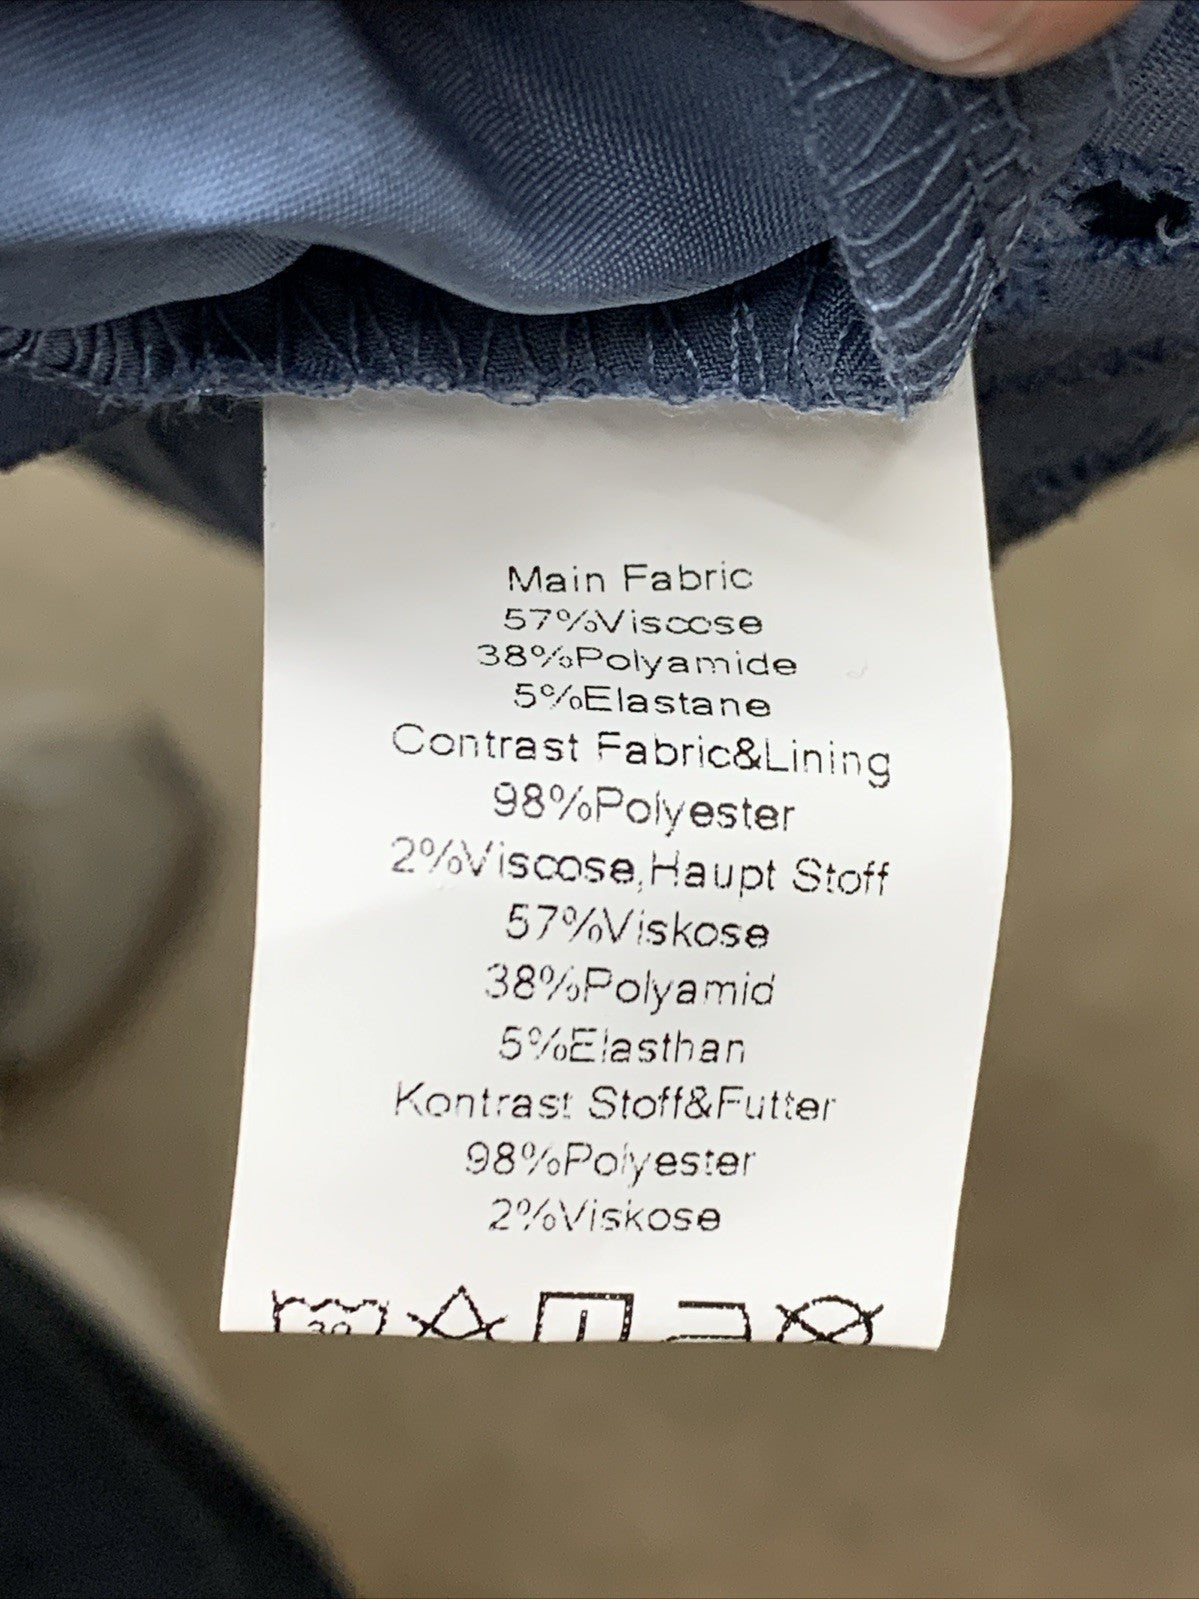 Main Fabric
57%Viscose
38%Polyamide
5%Elastane
Contrast Fabric&Lining
98%Polyester
2%Viscose,Haupt Stoff
57%Viskose
38%Polyamid
5%Elasthan
Kontrast Stoff&Futter
98%Polyester
2%Viskose
30